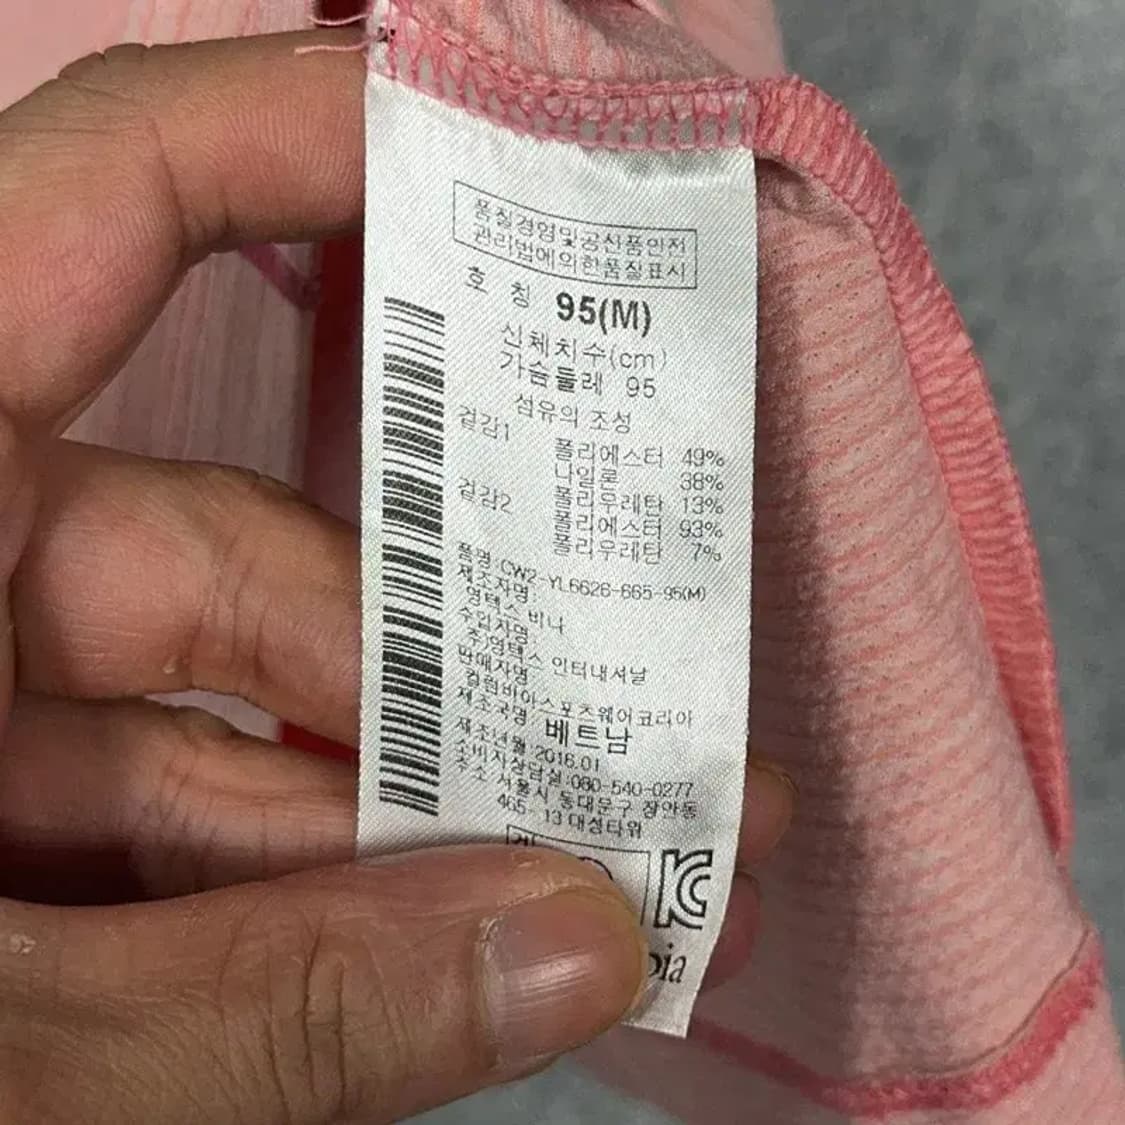 품질경영및공산품안전
관리법에의한품질표시
호 칭 95(M)
신체치수(cm)
가슴둘레 95
섬유의 조성
겉감1
폴리에스터 49%
나일론 38%
겉감2 폴리우레탄 13%
폴리에스터 93%
폴리우레탄 7%
품명:CW2-YL6626-665-95(M)
제조자명:
영텍스 비나
수입자명:
주)영텍스 인터내셔날
판매자명:
컬럼비아스포츠웨어코리아
제조국명: 베트남
제조년월:2016.01
소비자상담실:080-540-0277
주소 서울시 동대문구 장안동
465- 13 대성타워
KC
bia